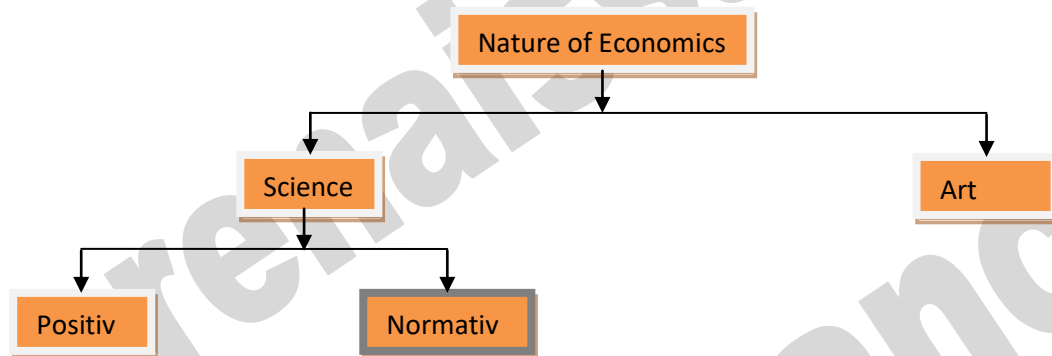 Nature of Economics
Science
Art
Positiv
Normativ